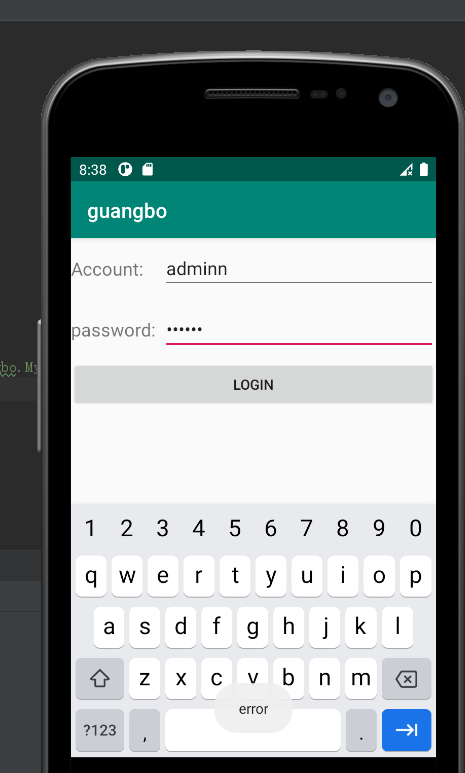 8:38
guangbo
Account: adminn
password: ••••••
bo.My
LOGIN
1 2 3 4 5 6 7 8 9 0
q w e r t y u i o p
a s d f g h j k l
z x c v b n m
error
?123 , .